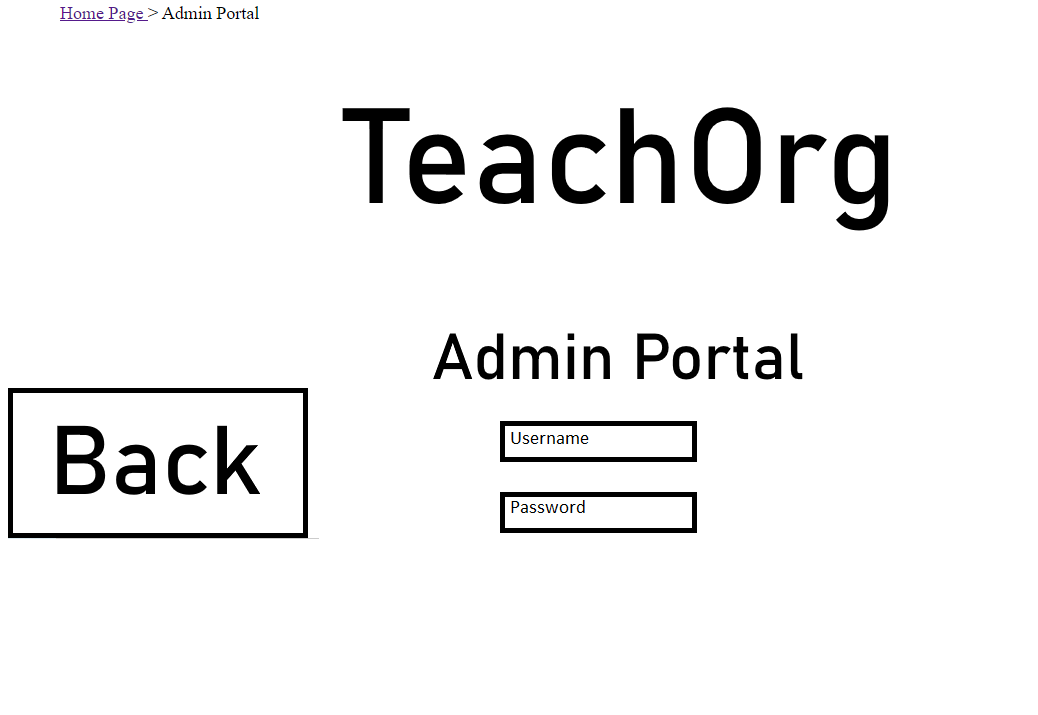 Home Page > Admin Portal
TeachOrg
Admin Portal
Back
Username
Password